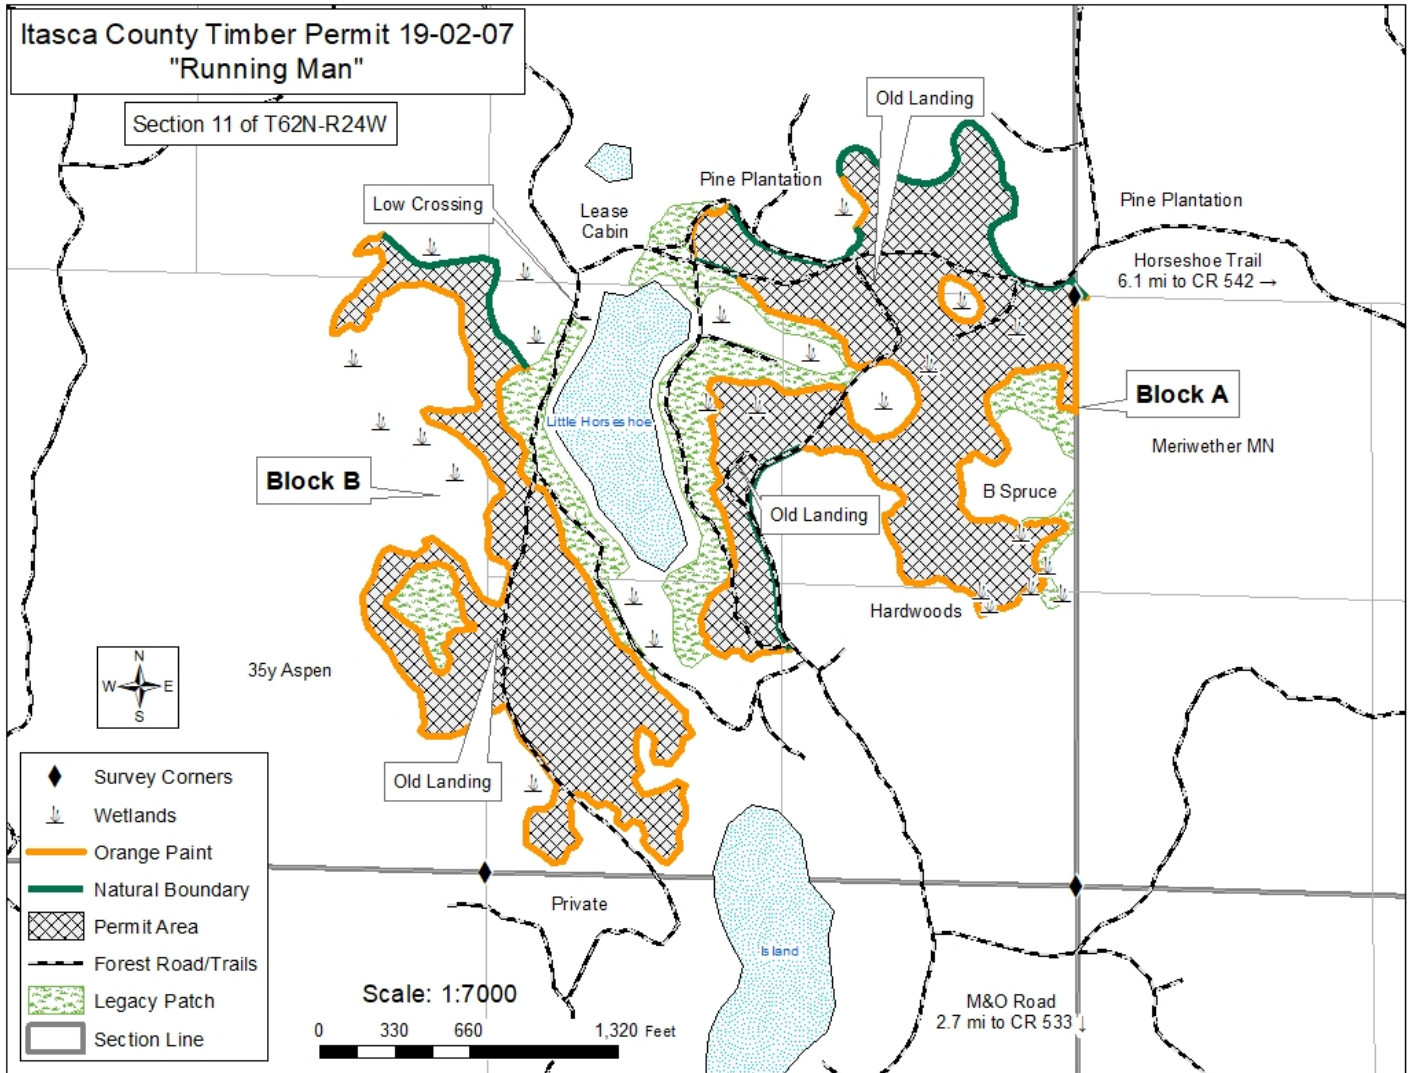 Itasca County Timber Permit 19-02-07
"Running Man"
Section 11 of T62N-R24W
Old Landing
Pine Plantation
Low Crossing
Lease
Cabin
Pine Plantation
Horseshoe Trail
6.1 mi to CR 542 →
Block A
Little Horseshoe
Meriwether MN
Block B
B Spruce
Old Landing
Hardwoods
N
W E
S
35y Aspen
Old Landing
Survey Corners
Wetlands
Orange Paint
Natural Boundary
Permit Area
Forest Road/Trails
Legacy Patch
Section Line
Private
Island
Scale: 1:7000
0 330 660 1,320 Feet
M&O Road
2.7 mi to CR 533 ↓